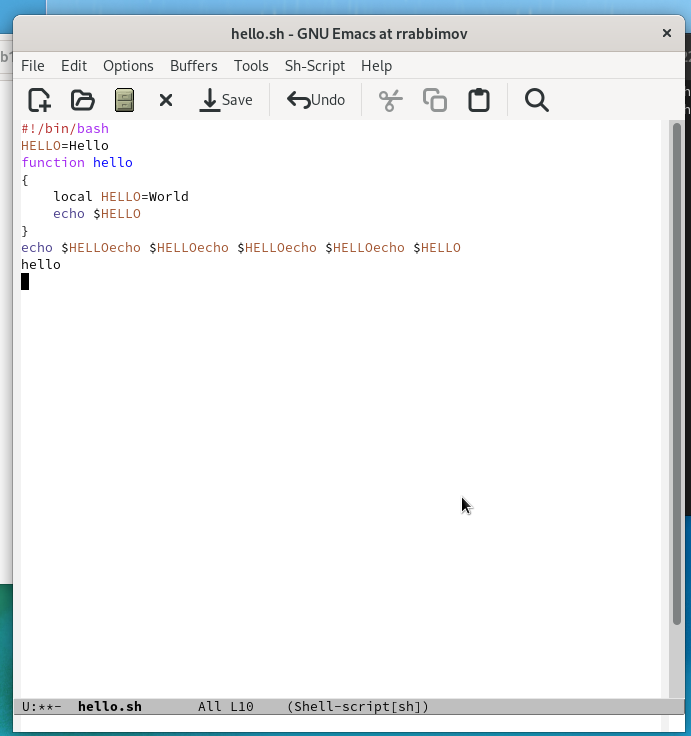 hello.sh - GNU Emacs at rrabbimov ×
File Edit Options Buffers Tools Sh-Script Help
Save Undo
#!/bin/bash
HELLO=Hello
function hello
{
    local HELLO=World
    echo $HELLO
}
echo $HELLOecho $HELLOecho $HELLOecho $HELLOecho $HELLO
hello
U:**-  hello.sh       All L10    (Shell-script[sh])